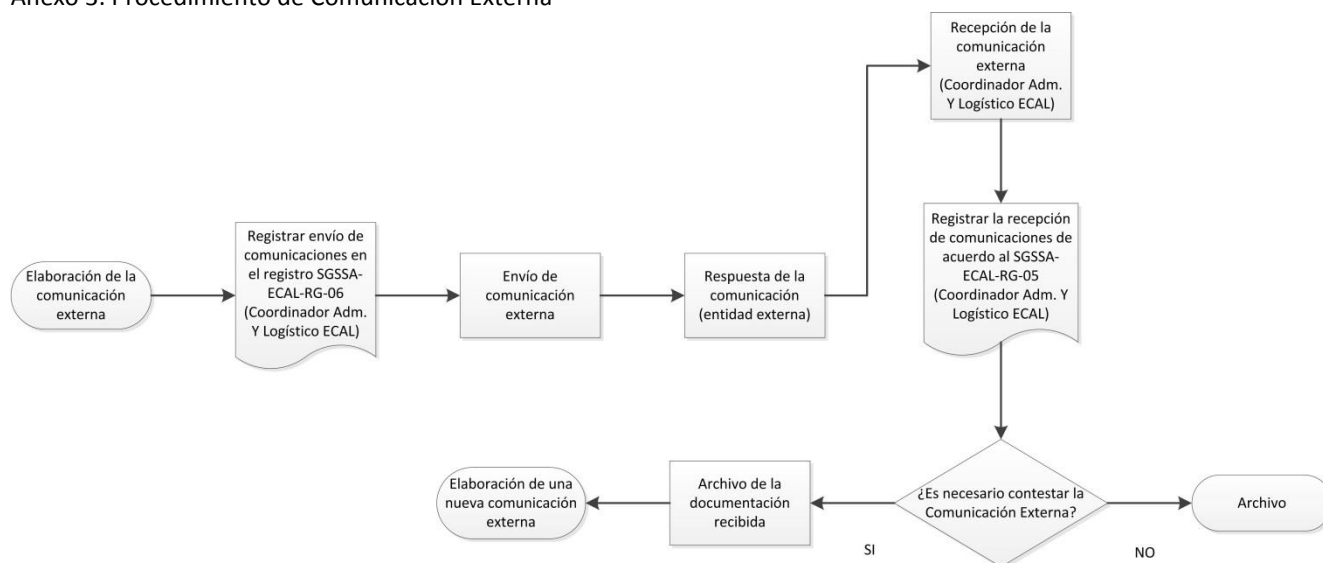 Anexo 3. Procedimiento de Comunicación Externa
Recepción de la
comunicación
externa
(Coordinador Adm.
Y Logístico ECAL)
Registrar envío de
comunicaciones en
el registro SGSSA-
ECAL-RG-06
(Coordinador Adm.
Y Logístico ECAL)
Registrar la recepción
de comunicaciones de
acuerdo al SGSSA-
ECAL-RG-05
(Coordinador Adm. Y
Logístico ECAL)
Elaboración de la
comunicación
externa
Envío de
comunicación
externa
Respuesta de la
comunicación
(entidad externa)
Elaboración de una
nueva comunicación
externa
Archivo de la
documentación
recibida
¿Es necesario contestar la
Comunicación Externa?
Archivo
SI
NO